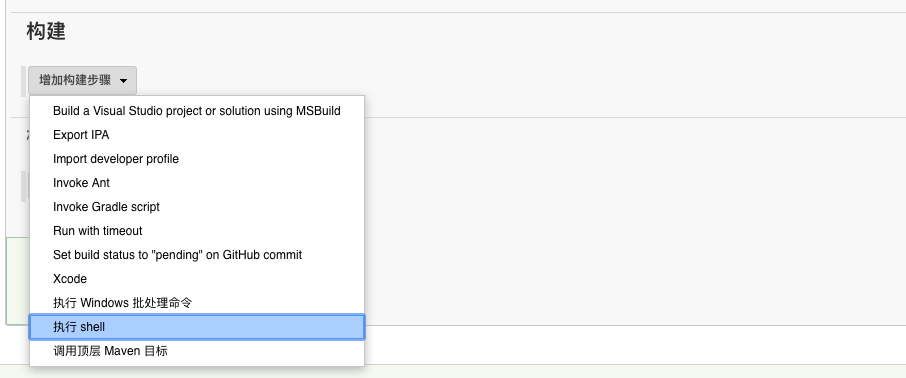 构建
增加构建步骤
Build a Visual Studio project or solution using MSBuild
Export IPA
Import developer profile
Invoke Ant
Invoke Gradle script
Run with timeout
Set build status to "pending" on GitHub commit
Xcode
执行 Windows 批处理命令
执行 shell
调用顶层 Maven 目标